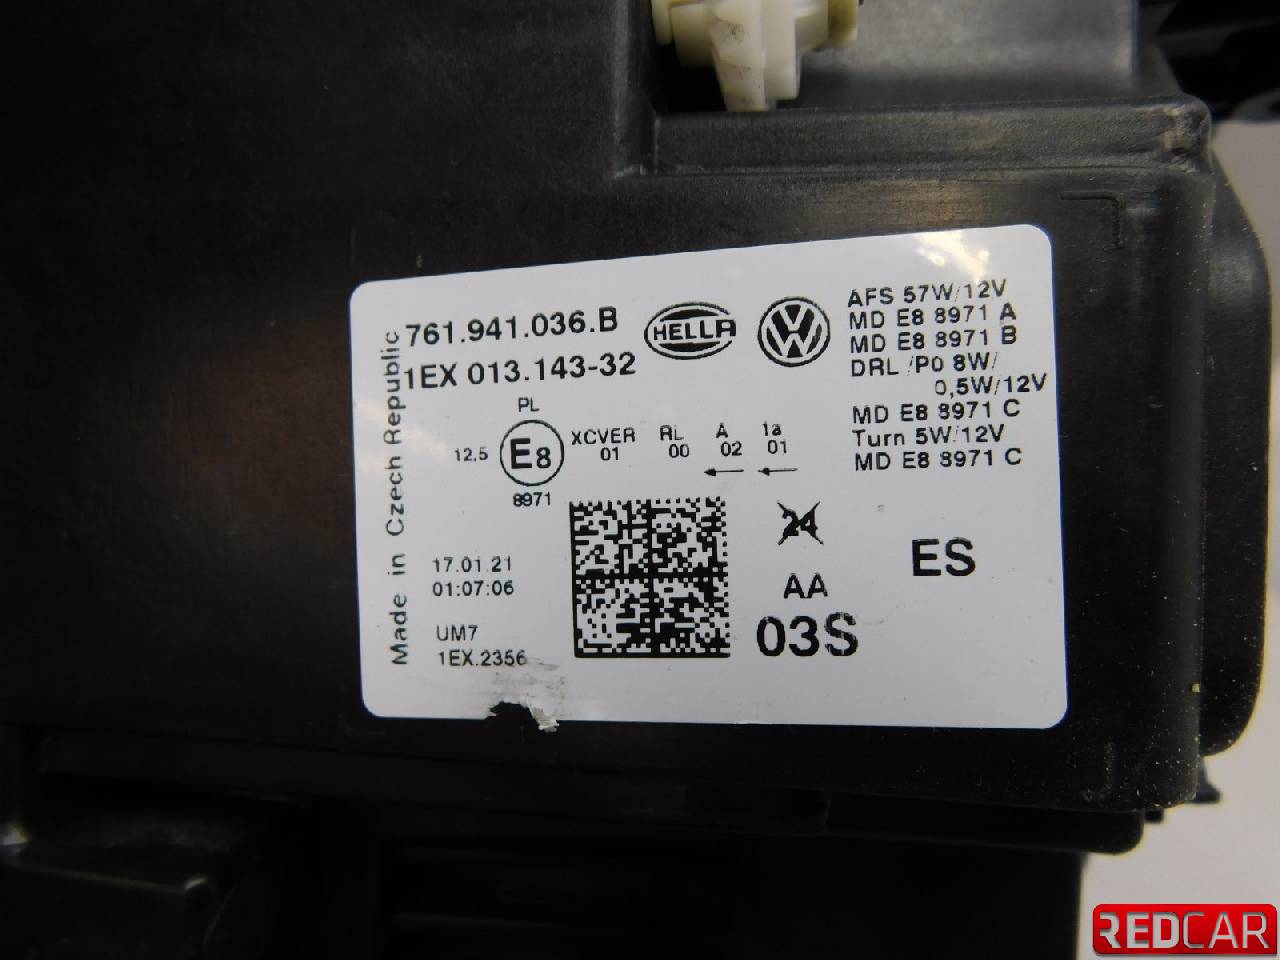 Made in Czech Republic
761.941.036.B
1EX 013.143-32
HELLA
AFS 57W/12V
MD E8 8971 A
MD E8 8971 B
DRL /PO 8W/
0,5W/12V
MD E8 8971 C
Turn 5W/12V
MD E8 8971 C
PL
12,5 E8 XCVER RL A 1a
01 00 02 01
8971
24
17.01.21
01:07:06
AA
ES
UM7
1EX.2356
03S
REDCAR